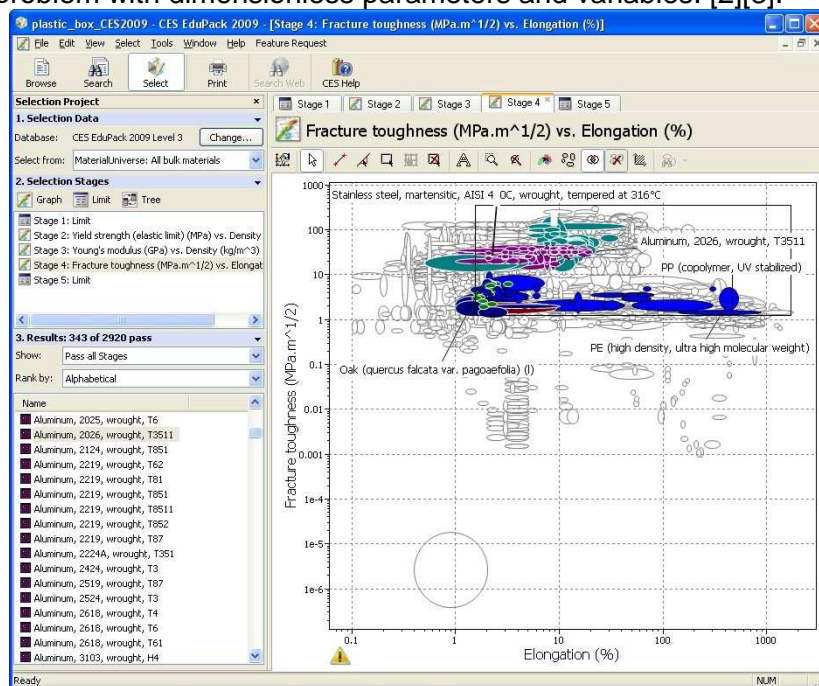 problem with dimensionless parameters and variables. [2][3].
plastic_box_CES2009 - CES EduPack 2009 - [Stage 4: Fracture toughness (MPa.m^1/2) vs. Elongation (%)]
File Edit View Select Tools Window Help Feature Request
Browse Search Select Print Search Web CES Help
Selection Project
1. Selection Data
Database: CES EduPack 2009 Level 3 Change...
Select from: MaterialUniverse: All bulk materials
2. Selection Stages
Graph Limit Tree
Stage 1: Limit
Stage 2: Yield strength (elastic limit) (MPa) vs. Density
Stage 3: Young's modulus (GPa) vs. Density (kg/m^3)
Stage 4: Fracture toughness (MPa.m^1/2) vs. Elongat
Stage 5: Limit
3. Results: 343 of 2920 pass
Show: Pass all Stages
Rank by: Alphabetical
Name
Aluminum, 2025, wrought, T6
Aluminum, 2026, wrought, T3511
Aluminum, 2124, wrought, T851
Aluminum, 2219, wrought, T62
Aluminum, 2219, wrought, T81
Aluminum, 2219, wrought, T851
Aluminum, 2219, wrought, T8511
Aluminum, 2219, wrought, T852
Aluminum, 2219, wrought, T87
Aluminum, 2224A, wrought, T351
Aluminum, 2424, wrought, T3
Aluminum, 2519, wrought, T87
Aluminum, 2524, wrought, T3
Aluminum, 2618, wrought, T4
Aluminum, 2618, wrought, T6
Aluminum, 2618, wrought, T61
Aluminum, 3103, wrought, H4
Stage 1 Stage 2 Stage 3 Stage 4 Stage 5
Fracture toughness (MPa.m^1/2) vs. Elongation (%)
Fracture toughness (MPa.m^1/2)
1000
100
10
1
0.1
0.01
0.001
1e-4
1e-5
1e-6
Stainless steel, martensitic, AISI 4 0C, wrought, tempered at 316°C
Aluminum, 2026, wrought, T3511
PP (copolymer, UV stabilized)
PE (high density, ultra high molecular weight)
Oak (quercus falcata var. pagoaefolia) (l)
0.1 1 10 100 1000
Elongation (%)
Ready NUM